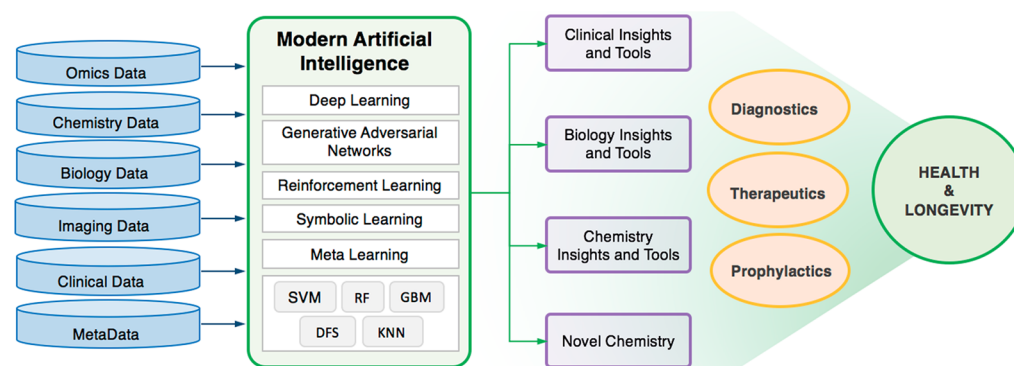 Omics Data
Chemistry Data
Biology Data
Imaging Data
Clinical Data
MetaData
Modern Artificial
Intelligence
Deep Learning
Generative Adversarial
Networks
Reinforcement Learning
Symbolic Learning
Meta Learning
SVM RF GBM
DFS KNN
Clinical Insights
and Tools
Biology Insights
and Tools
Chemistry
Insights and Tools
Novel Chemistry
Diagnostics
Therapeutics
Prophylactics
HEALTH
&
LONGEVITY